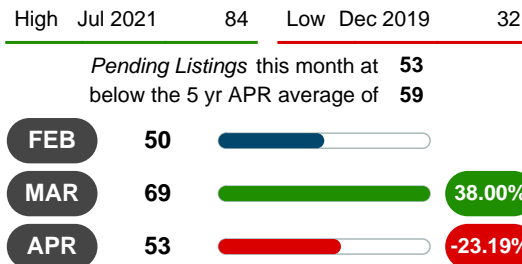 High Jul 2021 84 Low Dec 2019 32
Pending Listings this month at 53
below the 5 yr APR average of 59
FEB 50
MAR 69 38.00%
APR 53 -23.19%